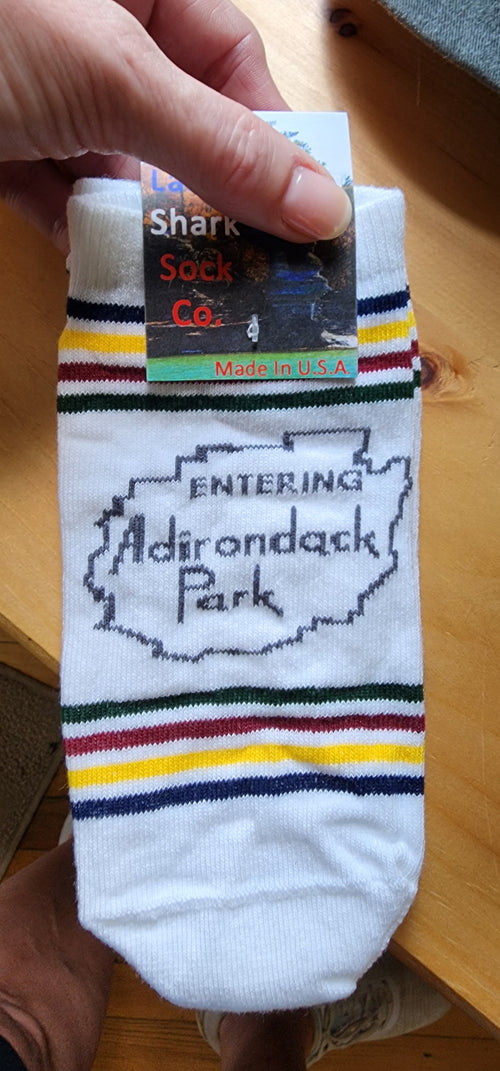 Shark
Sock
Co.
Made In U.S.A
ENTERING
Adirondack
Park